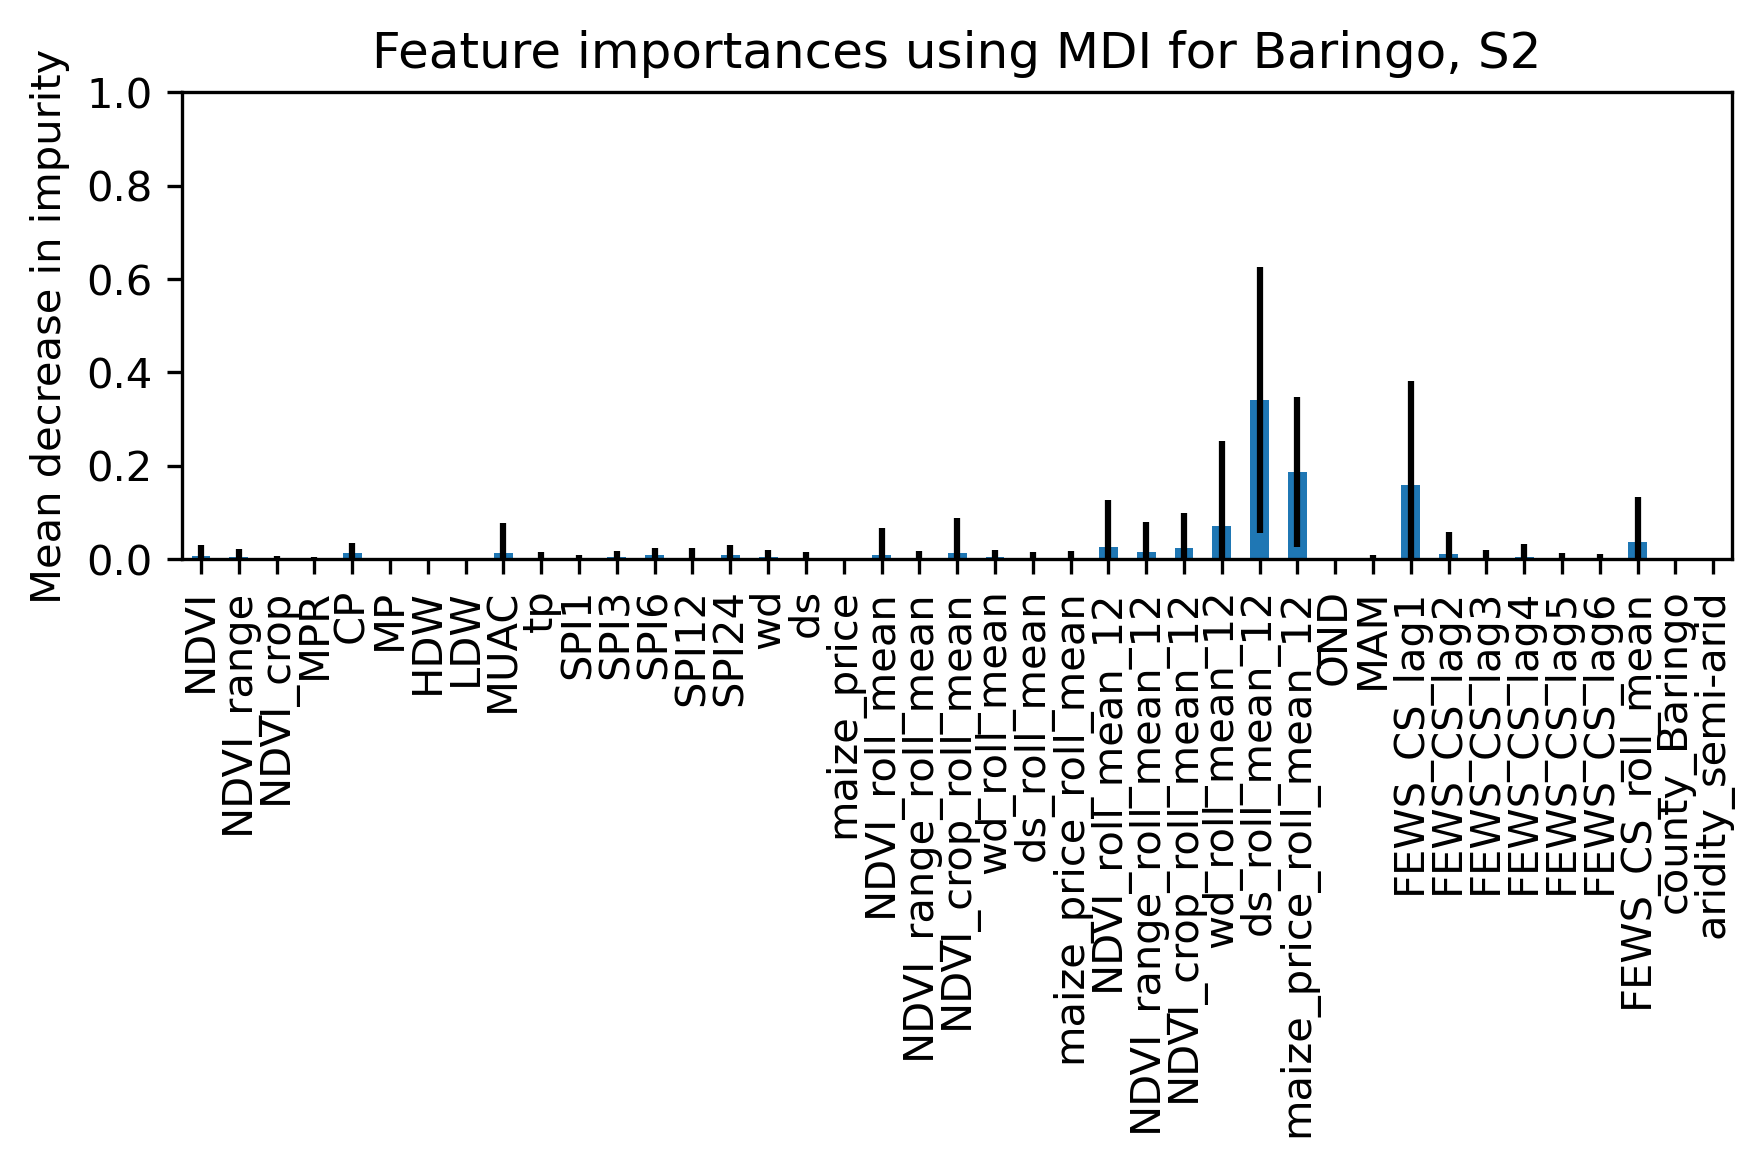 Feature importances using MDI for Baringo, S2
Mean decrease in impurity
1.0
0.8
0.6
0.4
0.2
0.0
NDVI
NDVI_range
NDVI_crop
MPR
CP
MP
HDW
LDW
MUAC
tp
SPI1
SPI3
SPI6
SPI12
SPI24
wd
ds
maize_price
NDVI_roll_mean
NDVI_range_roll_mean
NDVI_crop_roll_mean
wd_roll_mean
ds_roll_mean
maize_price_roll_mean
NDVI_roll_mean_12
NDVI_range_roll_mean_12
NDVI_crop_roll_mean_12
wd_roll_mean_12
ds_roll_mean_12
maize_price_roll_mean_12
OND
MAM
FEWS_CS_lag1
FEWS_CS_lag2
FEWS_CS_lag3
FEWS_CS_lag4
FEWS_CS_lag5
FEWS_CS_lag6
FEWS_CS_roll_mean
county_Baringo
aridity_semi-arid